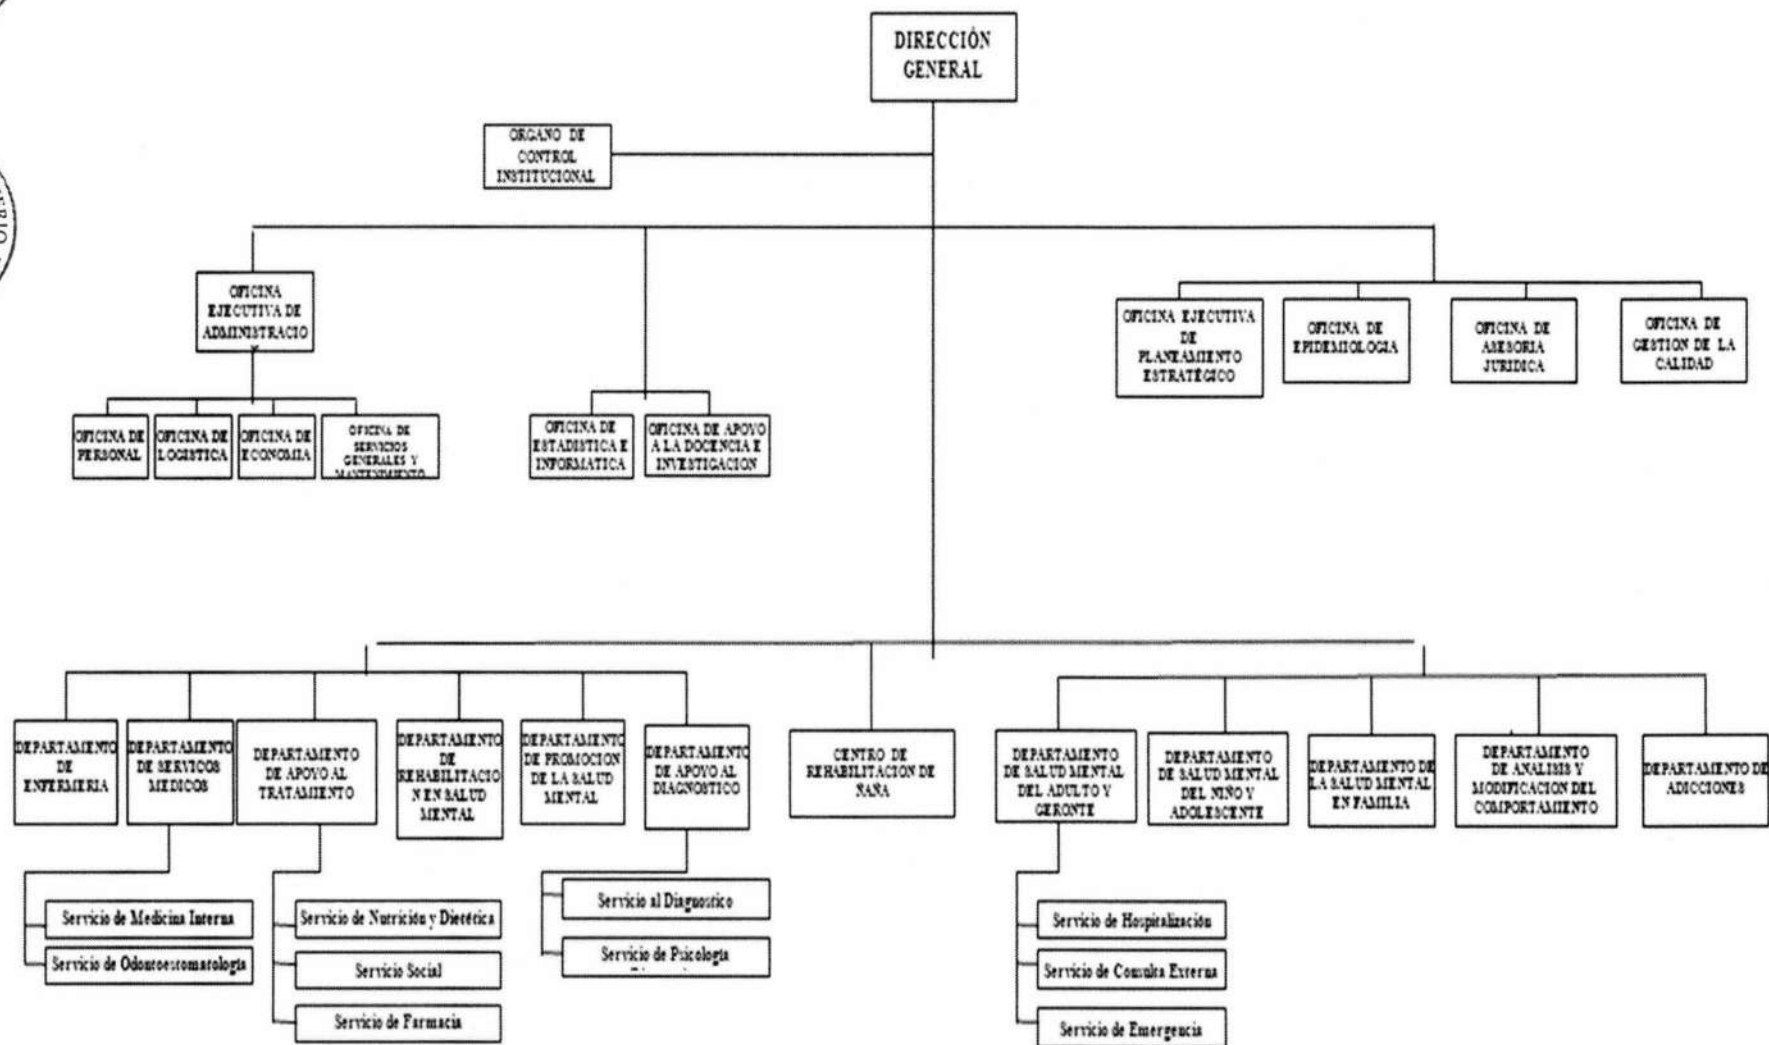 DIRECCIÓN
GENERAL
ORGANO DE
CONTROL
INSTITUCIONAL
OFICINA
EJECUTIVA DE
ADMINISTRACIO
N
OFICINA EJECUTIVA
DE
PLANEAMIENTO
ESTRATÉGICO
OFICINA DE
EPIDEMIOLOGIA
OFICINA DE
ASESORIA
JURIDICA
OFICINA DE
GESTION DE LA
CALIDAD
OFICINA DE
PERSONAL
OFICINA DE
LOGISTICA
OFICINA DE
ECONOMIA
OFICINA DE
SERVICIOS
GENERALES Y
MANTENIMIENTO
OFICINA DE
ESTADISTICA E
INFORMATICA
OFICINA DE APOYO
A LA DOCENCIA E
INVESTIGACION
DEPARTAMENTO
DE
ENFERMERIA
DEPARTAMENTO
DE SERVICOS
MEDICOS
DEPARTAMENTO
DE APOYO AL
TRATAMIENTO
DEPARTAMENTO
DE
REHABILITACIO
N EN SALUD
MENTAL
DEPARTAMENTO
DE PROMOCION
DE LA SALUD
MENTAL
DEPARTAMENTO
DE APOYO AL
DIAGNOSTICO
CENTRO DE
REHABILITACION DE
ÑAÑA
DEPARTAMENTO
DE SALUD MENTAL
DEL ADULTO Y
GERONTE
DEPARTAMENTO
DE SALUD MENTAL
DEL NIÑO Y
ADOLESCENTE
DEPARTAMENTO DE
LA SALUD MENTAL
EN FAMILIA
DEPARTAMENTO
DE ANALISIS Y
MODIFICACION DEL
COMPORTAMIENTO
DEPARTAMENTO DE
ADICCIONES
Servicio de Medicina Interna
Servicio de Odontoestomatología
Servicio de Nutrición y Dietética
Servicio Social
Servicio de Farmacia
Servicio al Diagnostico
Servicio de Psicología
Servicio de Hospitalización
Servicio de Consulta Externa
Servicio de Emergencia